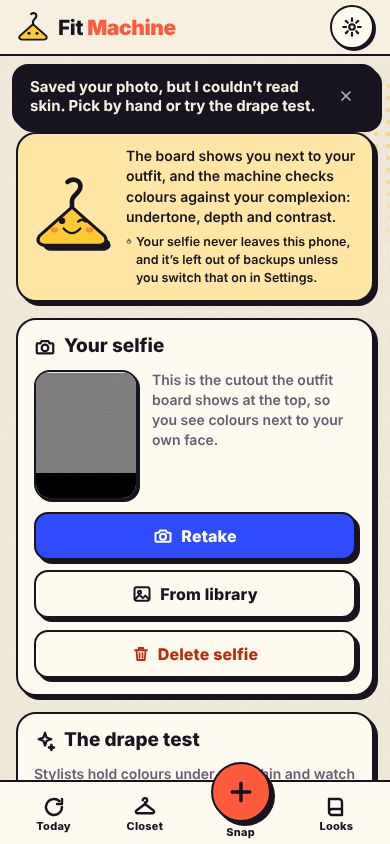 Fit Machine
Saved your photo, but I couldn’t read
skin. Pick by hand or try the drape test.
The board shows you next to your
outfit, and the machine checks
colours against your complexion:
undertone, depth and contrast.
Your selfie never leaves this phone,
and it’s left out of backups unless
you switch that on in Settings.
Your selfie
This is the cutout the outfit
board shows at the top, so
you see colours next to your
own face.
Retake
From library
Delete selfie
The drape test
Stylists hold colours under and watch
Today
Closet
Snap
Looks